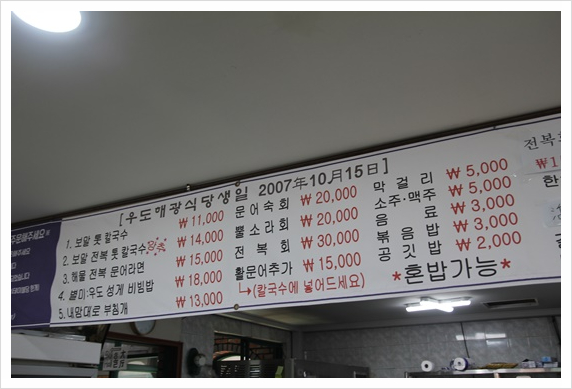 [우도해광식당생일 2007年10月15日]
1. 보말 톳 칼국수 ₩ 11,000
2. 보말 전복 톳 칼국수 강추 ₩ 14,000
3. 해물 전복 문어라면 ₩ 15,000
4. 별미:우도 성게 비빔밥 ₩ 18,000
5. 내맘대로 부침개 ₩ 13,000
문어숙회 ₩ 20,000
뿔소라회 ₩ 20,000
전복회 ₩ 30,000
활문어추가 ₩ 15,000
(칼국수에 넣어드세요)
막걸리 ₩ 5,000
소주·맥주 ₩ 5,000
음료 ₩ 3,000
볶음밥 ₩ 3,000
공깃밥 ₩ 2,000
*혼밥가능*